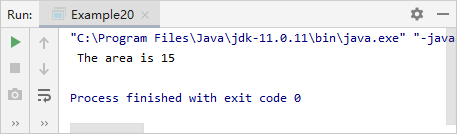 Run: Example20
"C:\Program Files\Java\jdk-11.0.11\bin\java.exe" "-java
The area is 15
Process finished with exit code 0